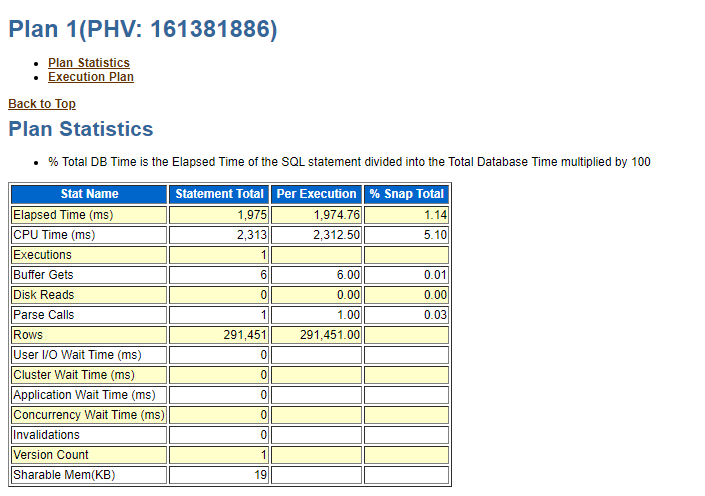 Plan 1(PHV: 161381886)
• Plan Statistics
• Execution Plan
Back to Top
Plan Statistics
• % Total DB Time is the Elapsed Time of the SQL statement divided into the Total Database Time multiplied by 100
Stat Name Statement Total Per Execution % Snap Total
Elapsed Time (ms) 1,975 1,974.76 1.14
CPU Time (ms) 2,313 2,312.50 5.10
Executions 1
Buffer Gets 6 6.00 0.01
Disk Reads 0 0.00 0.00
Parse Calls 1 1.00 0.03
Rows 291,451 291,451.00
User I/O Wait Time (ms) 0
Cluster Wait Time (ms) 0
Application Wait Time (ms) 0
Concurrency Wait Time (ms) 0
Invalidations 0
Version Count 1
Sharable Mem(KB) 19